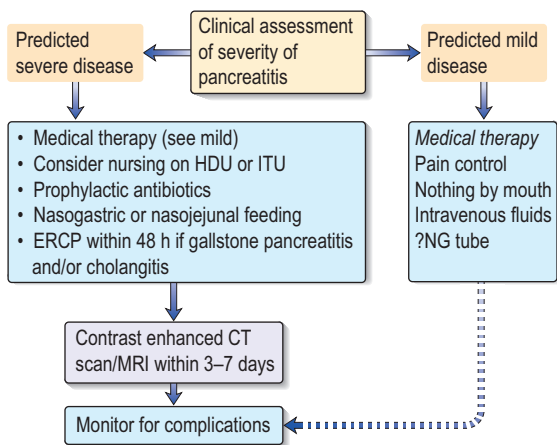 Clinical assessment
of severity of
pancreatitis
Predicted
severe disease
Predicted mild
disease
• Medical therapy (see mild)
• Consider nursing on HDU or ITU
• Prophylactic antibiotics
• Nasogastric or nasojejunal feeding
• ERCP within 48 h if gallstone pancreatitis
and/or cholangitis
Medical therapy
Pain control
Nothing by mouth
Intravenous fluids
?NG tube
Contrast enhanced CT
scan/MRI within 3–7 days
Monitor for complications